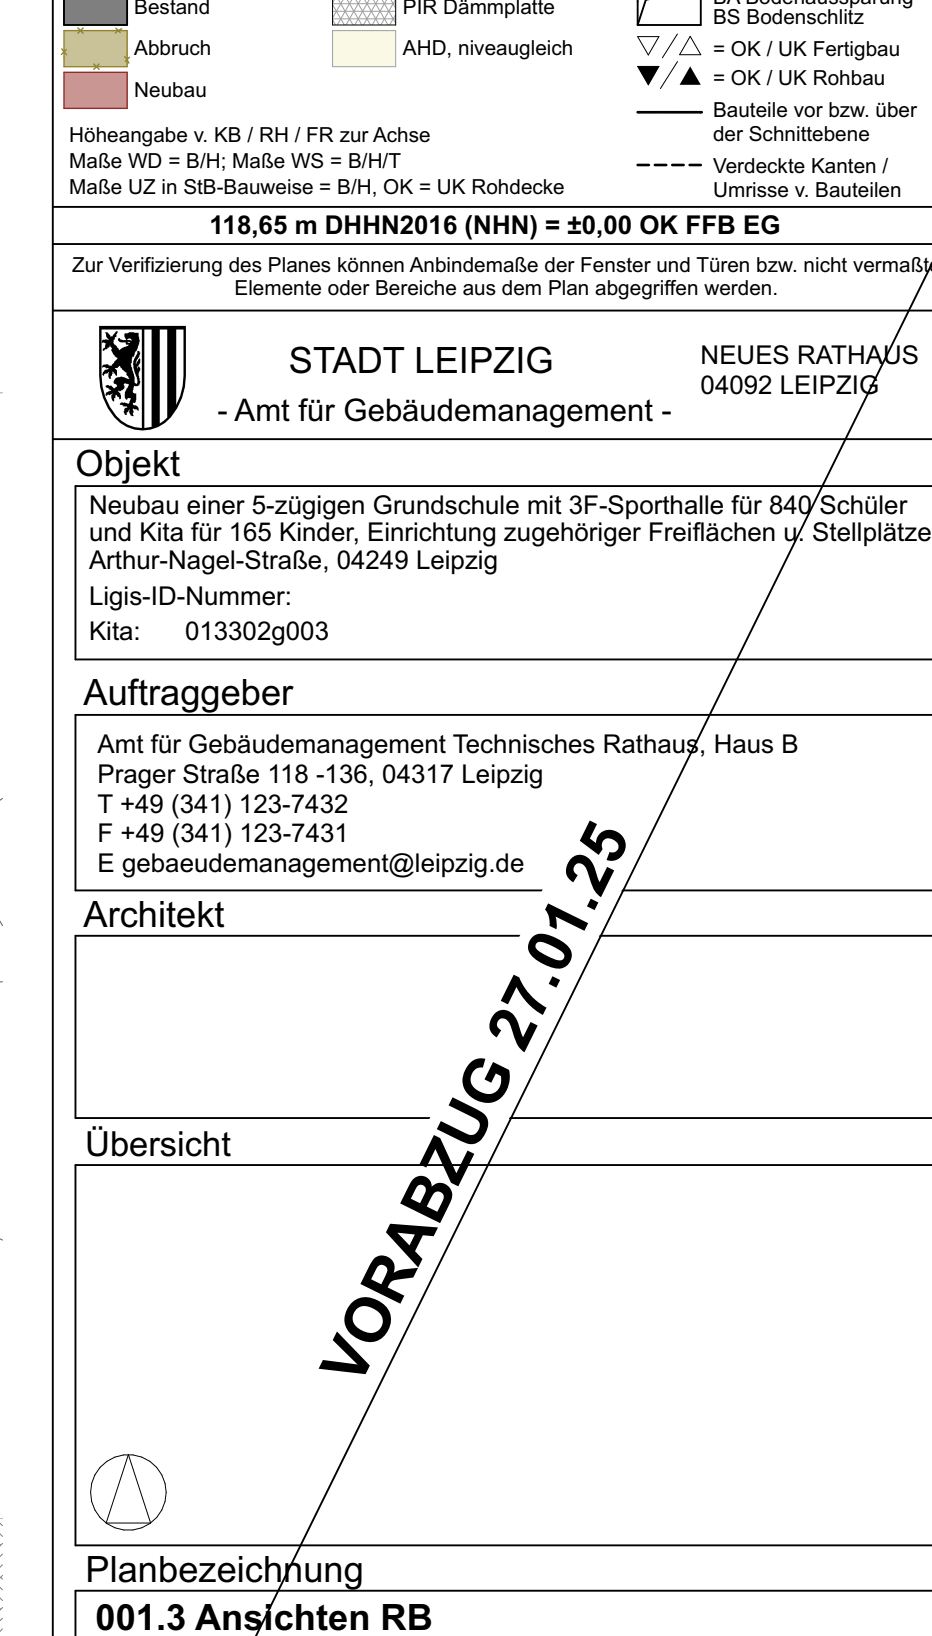 Bestand
PIR Dämmplatte
BA Bodenaussparung
BS Bodenschlitz
Abbruch
AHD, niveaugleich
= OK / UK Fertigbau
Neubau
= OK / UK Rohbau
Bauteile vor bzw. über
der Schnittebene
Verdeckte Kanten /
Umrisse v. Bauteilen
Höheangabe v. KB / RH / FR zur Achse
Maße WD = B/H; Maße WS = B/H/T
Maße UZ in StB-Bauweise = B/H, OK = UK Rohdecke
118,65 m DHHN2016 (NHN) = ±0,00 OK FFB EG
Zur Verifizierung des Planes können Anbindemaße der Fenster und Türen bzw. nicht vermaßte
Elemente oder Bereiche aus dem Plan abgegriffen werden.
STADT LEIPZIG
- Amt für Gebäudemanagement -
NEUES RATHAUS
04092 LEIPZIG
Objekt
Neubau einer 5-zügigen Grundschule mit 3F-Sporthalle für 840 Schüler
und Kita für 165 Kinder, Einrichtung zugehöriger Freiflächen u. Stellplätze
Arthur-Nagel-Straße, 04249 Leipzig
Ligis-ID-Nummer:
Kita: 013302g003
Auftraggeber
Amt für Gebäudemanagement Technisches Rathaus, Haus B
Prager Straße 118 -136, 04317 Leipzig
T +49 (341) 123-7432
F +49 (341) 123-7431
E gebaeudemanagement@leipzig.de
Architekt
VORABZUG 27.01.25
Übersicht
Planbezeichnung
001.3 Ansichten RB